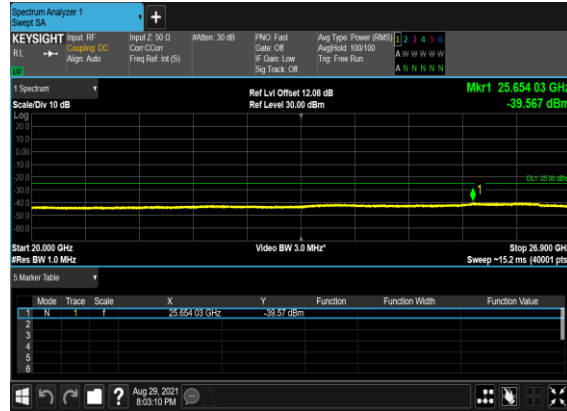 Spectrum Analyzer 1
Swept SA
+
KEYSIGHT Input: RF Input Z: 50 Ω #Atten: 30 dB PNO: Fast Avg Type: Power (RMS) 1 2 3 4 5 6
RL Coupling: DC Corr CCorr Gate: Off Avg|Hold: 100/100 A W W W W W
Align: Auto Freq Ref: Int (S) IF Gain: Low Trig: Free Run
Sig Track: Off A N N N N N
1 Spectrum Ref Lvl Offset 12.08 dB Mkr1 25.654 03 GHz
Scale/Div 10 dB Ref Level 30.00 dBm -39.567 dBm
Log
20.0
10.0
0.00
-10.0
-20.0
DL1 -25.00 dBm
-30.0
1
-40.0
-50.0
-60.0
Start 20.000 GHz Video BW 3.0 MHz* Stop 26.900 GHz
#Res BW 1.0 MHz Sweep ~15.2 ms (40001 pts)
5 Marker Table
Mode Trace Scale X Y Function Function Width Function Value
1 N 1 f 25.654 03 GHz -39.57 dBm
2
3
4
5
6
? Aug 29, 2021
8:03:10 PM